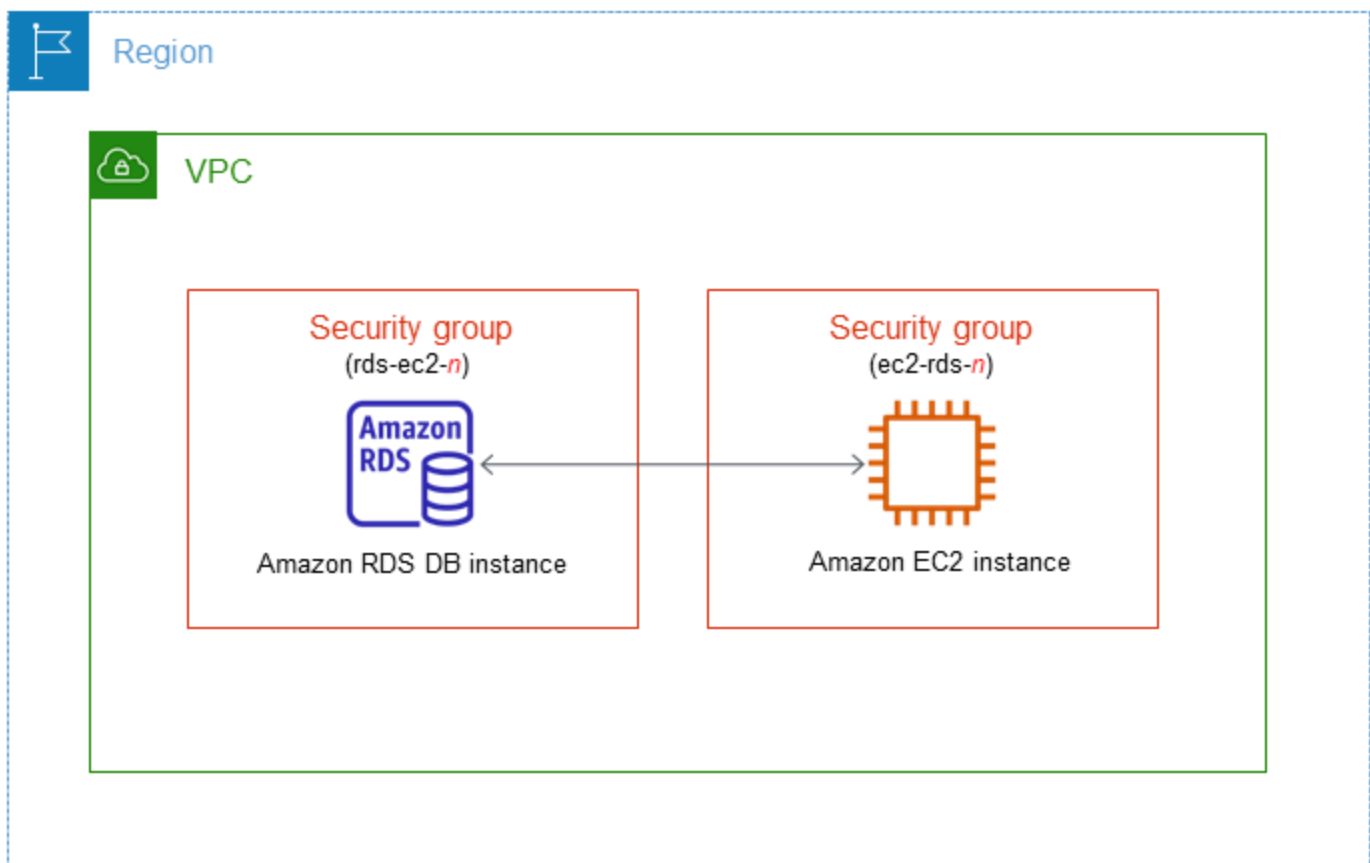 Region
VPC
Security group
(rds-ec2-n)
Amazon
RDS
Amazon RDS DB instance
Security group
(ec2-rds-n)
Amazon EC2 instance